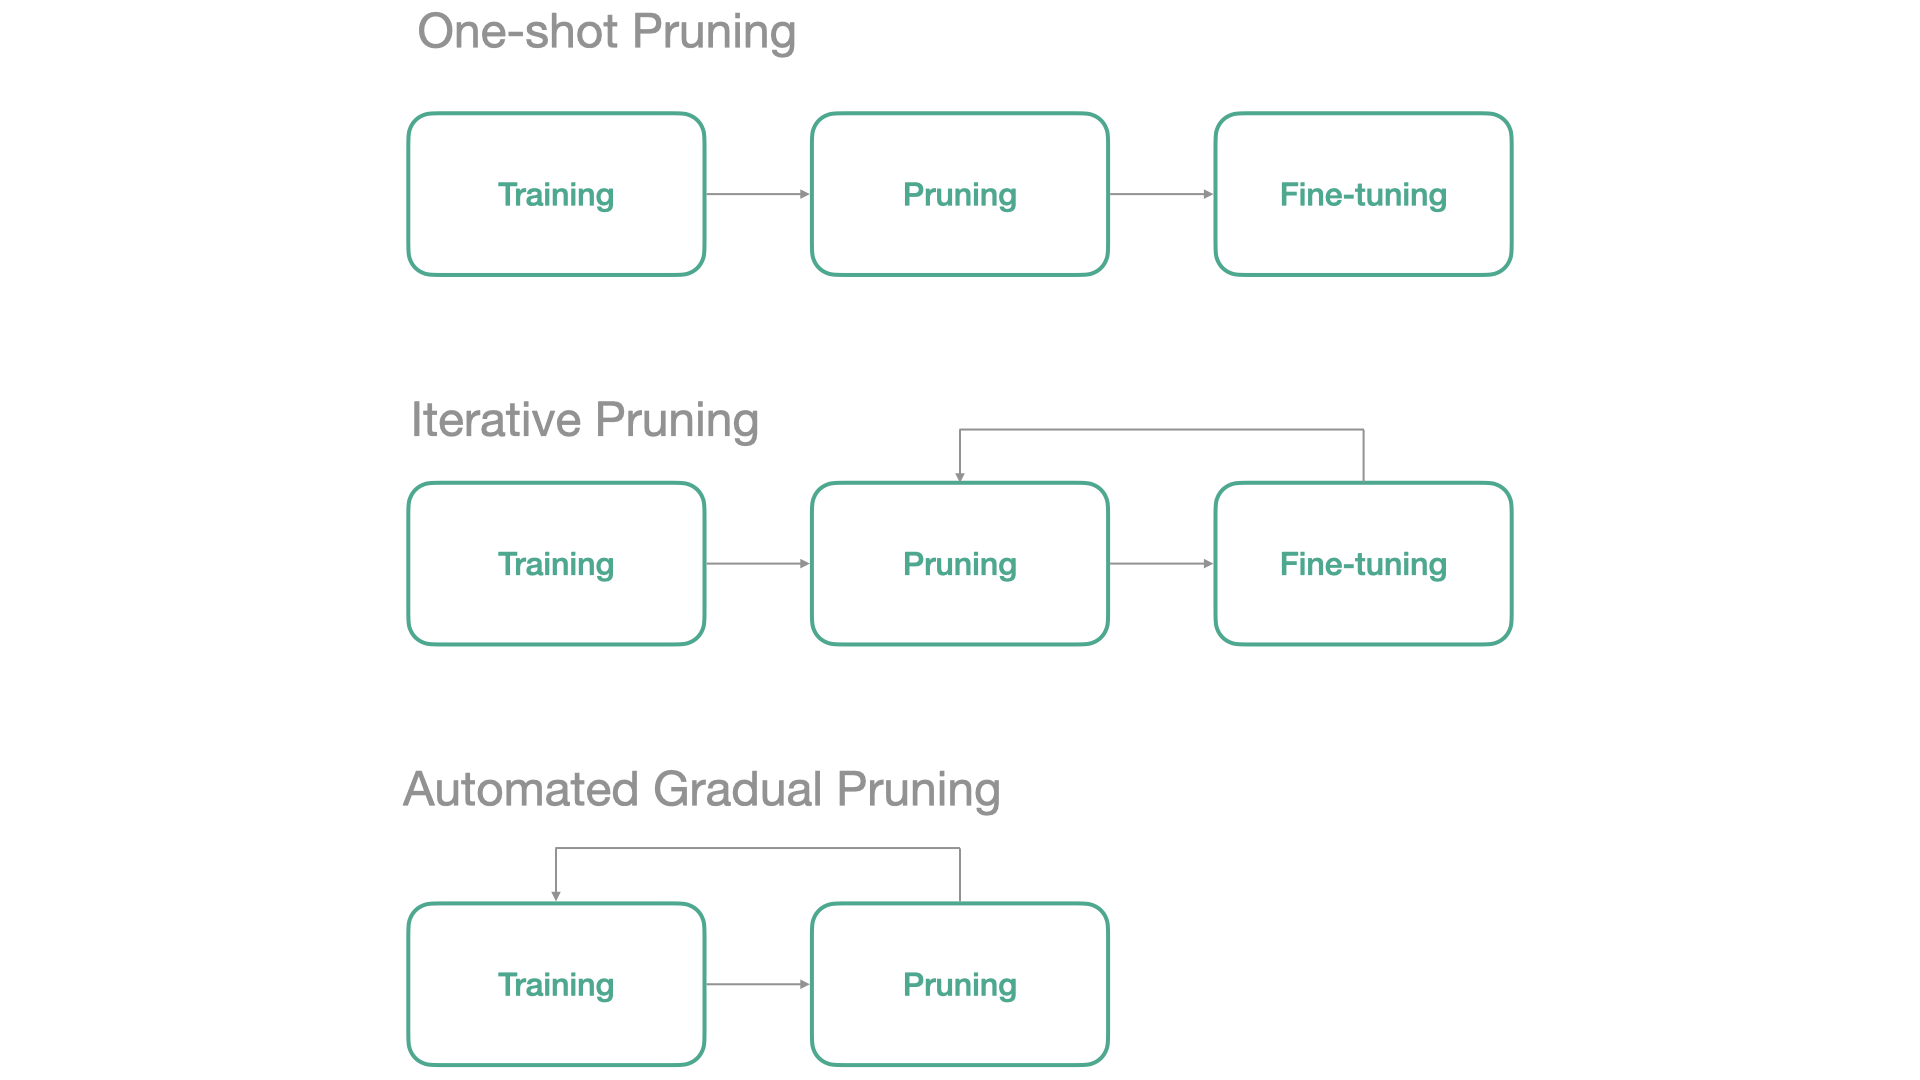 One-shot Pruning
Training
Pruning
Fine-tuning
Iterative Pruning
Training
Pruning
Fine-tuning
Automated Gradual Pruning
Training
Pruning